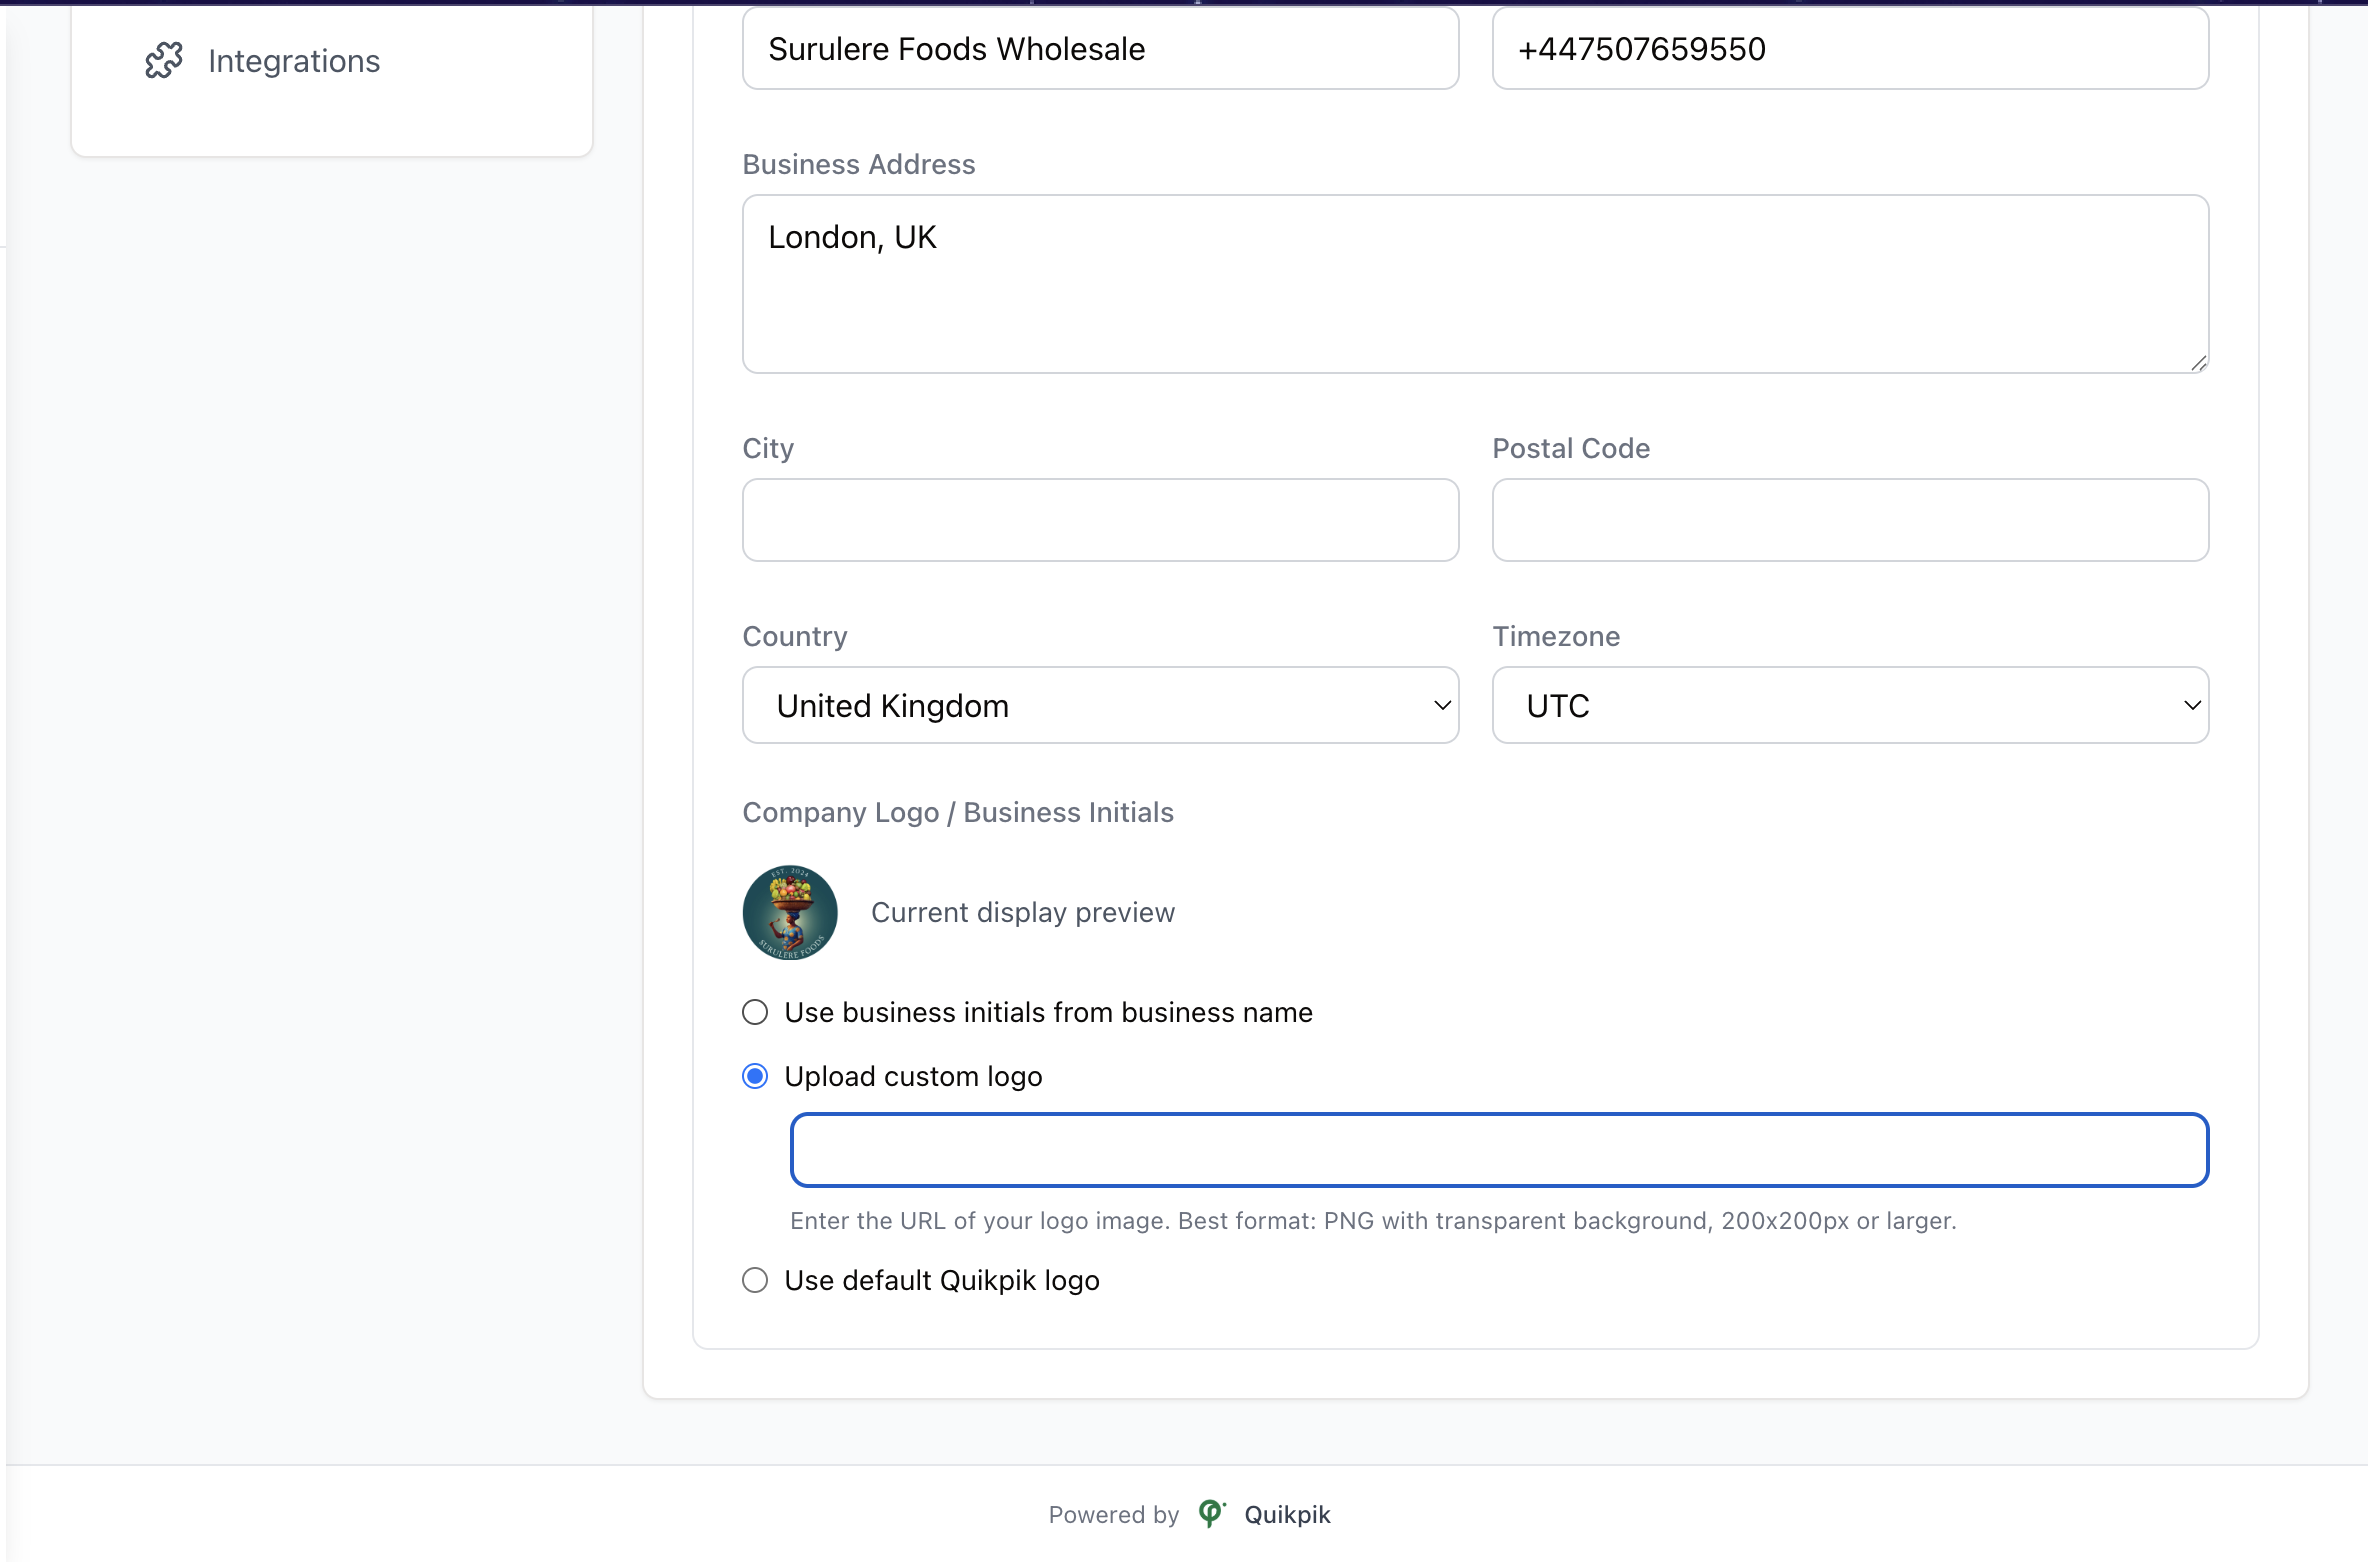 Integrations
Surulere Foods Wholesale
+447507659550
Business Address
London, UK
City
Postal Code
Country
Timezone
United Kingdom
UTC
Company Logo / Business Initials
EST. 2024
SURULERE FOODS
Current display preview
Use business initials from business name
Upload custom logo
Enter the URL of your logo image. Best format: PNG with transparent background, 200x200px or larger.
Use default Quikpik logo
Powered by Quikpik